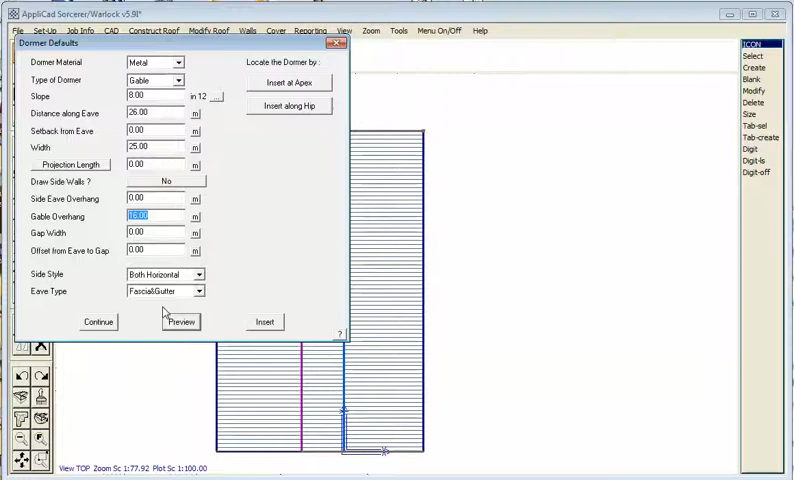 AppliCad Sorcerer/Warlock v5.9!*
File Set-Up Job Info CAD Construct Roof Modify Roof Walls Cover Reporting View Zoom Tools Menu On/Off Help
Dormer Defaults
Dormer Material Metal
Locate the Dormer by :
Type of Dormer Gable
Insert at Apex
Slope 8.00 in 12 ...
Insert along Hip
Distance along Eave 26.00 m
Setback from Eave 0.00 m
Width 25.00 m
Projection Length 0.00 m
Draw Side Walls ? No
Side Eave Overhang 0.00 m
Gable Overhang 16.00 m
Gap Width 0.00 m
Offset from Eave to Gap 0.00 m
Side Style Both Horizontal
Eave Type Fascia&Gutter
Continue Preview Insert
?
ICON
Select
Create
Blank
Modify
Delete
Size
Tab-sel
Tab-create
Digit
Digit-ls
Digit-off
View TOP Zoom Sc 1:77.92 Plot Sc 1:100.00